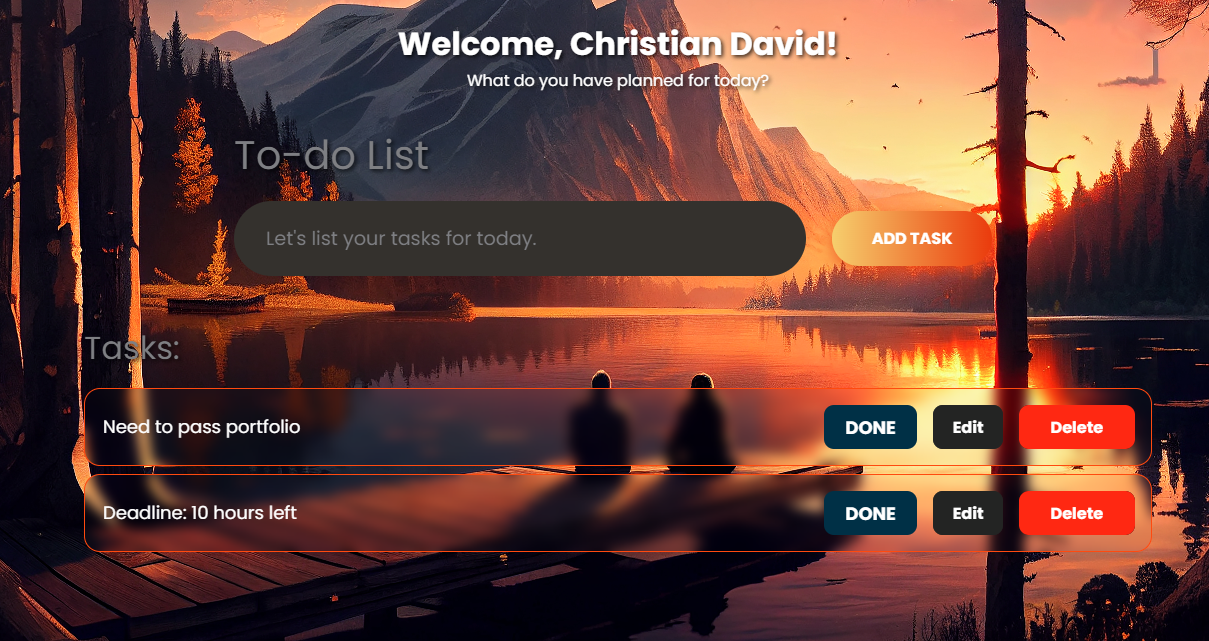 Welcome, Christian David!
What do you have planned for today?
To-do List
Let's list your tasks for today.
ADD TASK
Tasks:
Need to pass portfolio
DONE
Edit
Delete
Deadline: 10 hours left
DONE
Edit
Delete